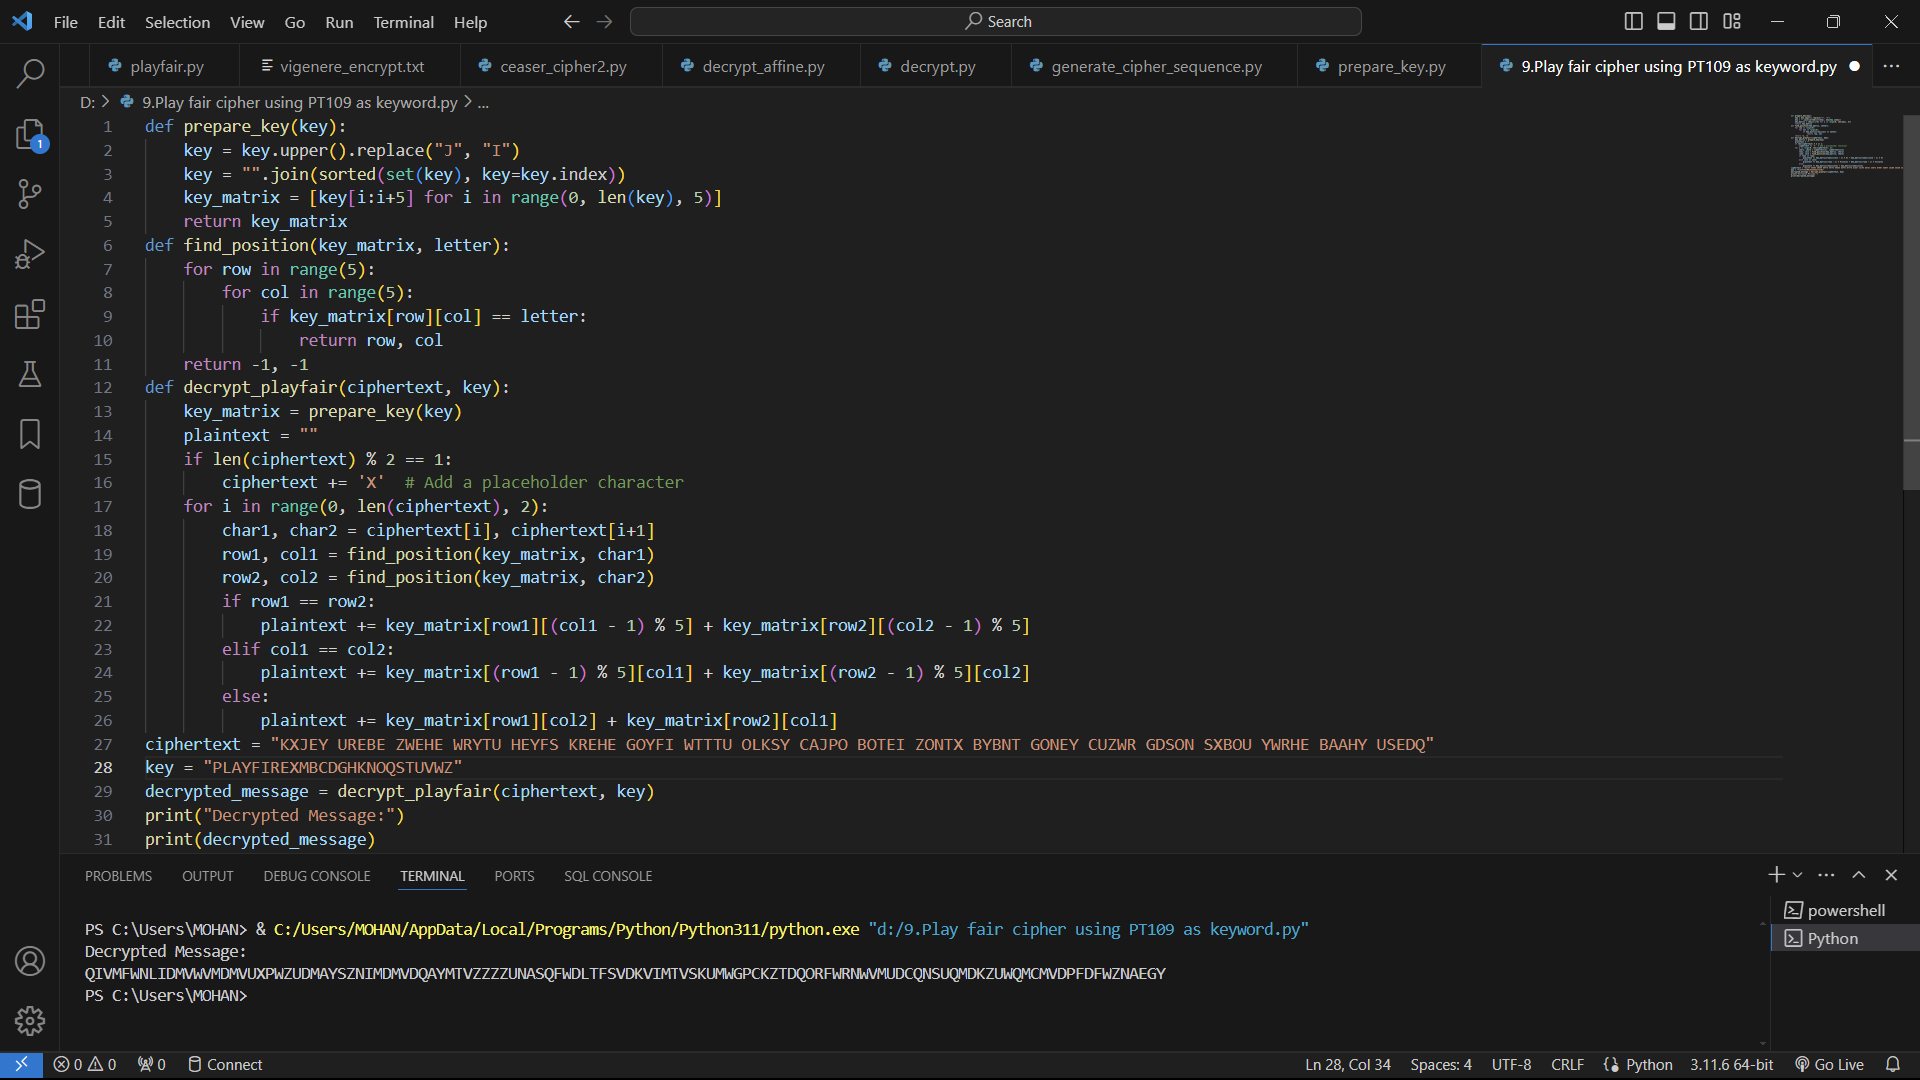 File Edit Selection View Go Run Terminal Help Search
playfair.py vigenere_encrypt.txt ceaser_cipher2.py decrypt_affine.py decrypt.py generate_cipher_sequence.py prepare_key.py 9.Play fair cipher using PT109 as keyword.py
D: > 9.Play fair cipher using PT109 as keyword.py > ...
1 def prepare_key(key):
2     key = key.upper().replace("J", "I")
3     key = "".join(sorted(set(key), key=key.index))
4     key_matrix = [key[i:i+5] for i in range(0, len(key), 5)]
5     return key_matrix
6 def find_position(key_matrix, letter):
7     for row in range(5):
8         for col in range(5):
9             if key_matrix[row][col] == letter:
10                 return row, col
11     return -1, -1
12 def decrypt_playfair(ciphertext, key):
13     key_matrix = prepare_key(key)
14     plaintext = ""
15     if len(ciphertext) % 2 == 1:
16         ciphertext += 'X'  # Add a placeholder character
17     for i in range(0, len(ciphertext), 2):
18         char1, char2 = ciphertext[i], ciphertext[i+1]
19         row1, col1 = find_position(key_matrix, char1)
20         row2, col2 = find_position(key_matrix, char2)
21         if row1 == row2:
22             plaintext += key_matrix[row1][(col1 - 1) % 5] + key_matrix[row2][(col2 - 1) % 5]
23         elif col1 == col2:
24             plaintext += key_matrix[(row1 - 1) % 5][col1] + key_matrix[(row2 - 1) % 5][col2]
25         else:
26             plaintext += key_matrix[row1][col2] + key_matrix[row2][col1]
27 ciphertext = "KXJEY UREBE ZWEHE WRYTU HEYFS KREHE GOYFI WTTTU OLKSY CAJPO BOTEI ZONTX BYBNT GONEY CUZWR GDSON SXBOU YWRHE BAAHY USEDQ"
28 key = "PLAYFIREXMBCDGHKNOQSTUVWZ"
29 decrypted_message = decrypt_playfair(ciphertext, key)
30 print("Decrypted Message:")
31 print(decrypted_message)
1
PROBLEMS OUTPUT DEBUG CONSOLE TERMINAL PORTS SQL CONSOLE
PS C:\Users\MOHAN> & C:/Users/MOHAN/AppData/Local/Programs/Python/Python311/python.exe "d:/9.Play fair cipher using PT109 as keyword.py"
Decrypted Message:
QIVMFWNLIDMVWVMDMVUXPWZUDMAYSZNIMDMVDQAYMTVZZZZUNASQFWDLTFSVDKVIMTVSKUMWGPCKZTDQORFWRNWVMUDCQNSUQMDKZUWQMCMVDPFDFWZNAEGY
PS C:\Users\MOHAN>
powershell
Python
0 0 0 Connect Ln 28, Col 34 Spaces: 4 UTF-8 CRLF Python 3.11.6 64-bit Go Live